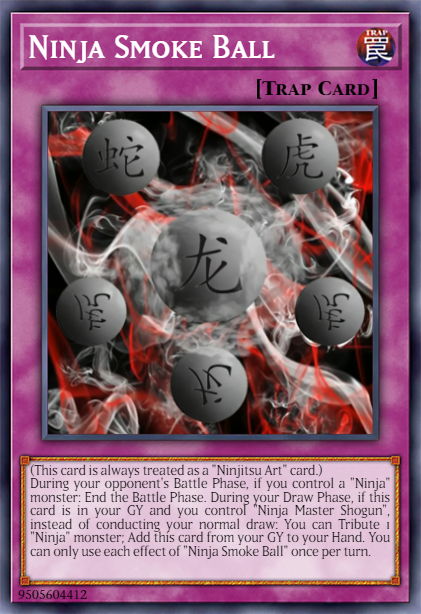 Ninja Smoke Ball
TRAP
罠
[Trap Card]
蛇
虎
龙
(This card is always treated as a "Ninjitsu Art" card.)
During your opponent's Battle Phase, if you control a "Ninja"
monster: End the Battle Phase. During your Draw Phase, if this
card is in your GY and you control "Ninja Master Shogun",
instead of conducting your normal draw: You can Tribute 1
"Ninja" monster; Add this card from your GY to your Hand. You
can only use each effect of "Ninja Smoke Ball" once per turn.
9505604412